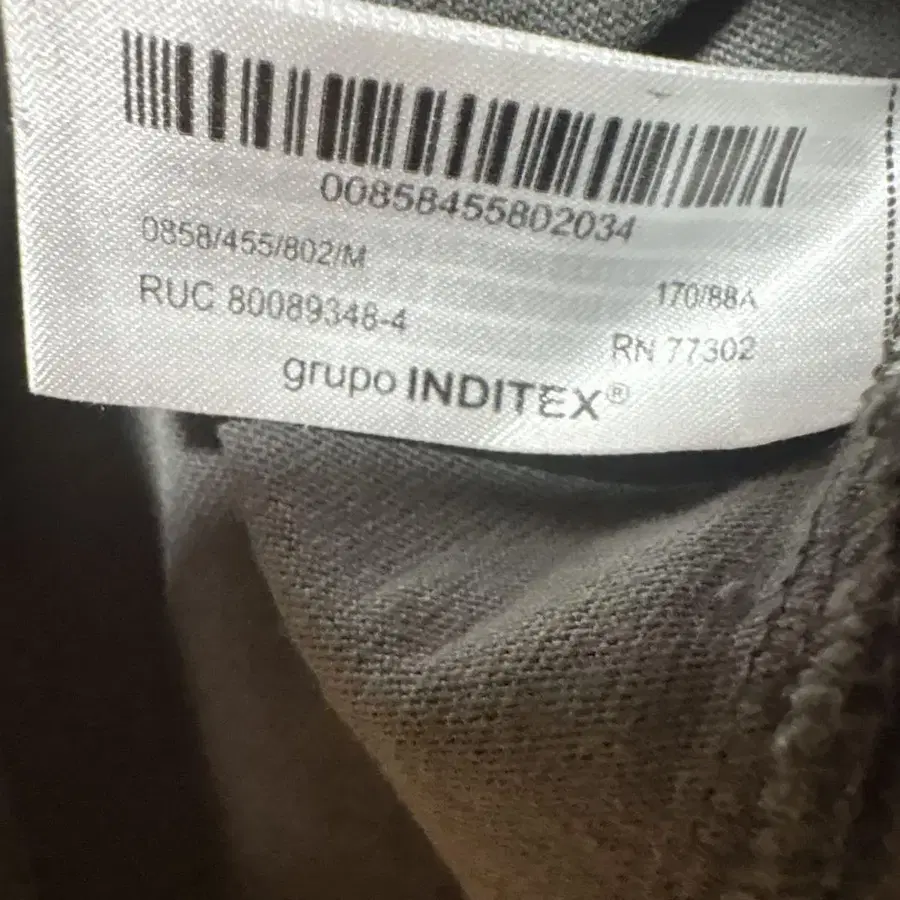 00858455802034
0858/455/802/M
170/88A
RUC 80089348-4
RN 77302
grupo INDITEX®